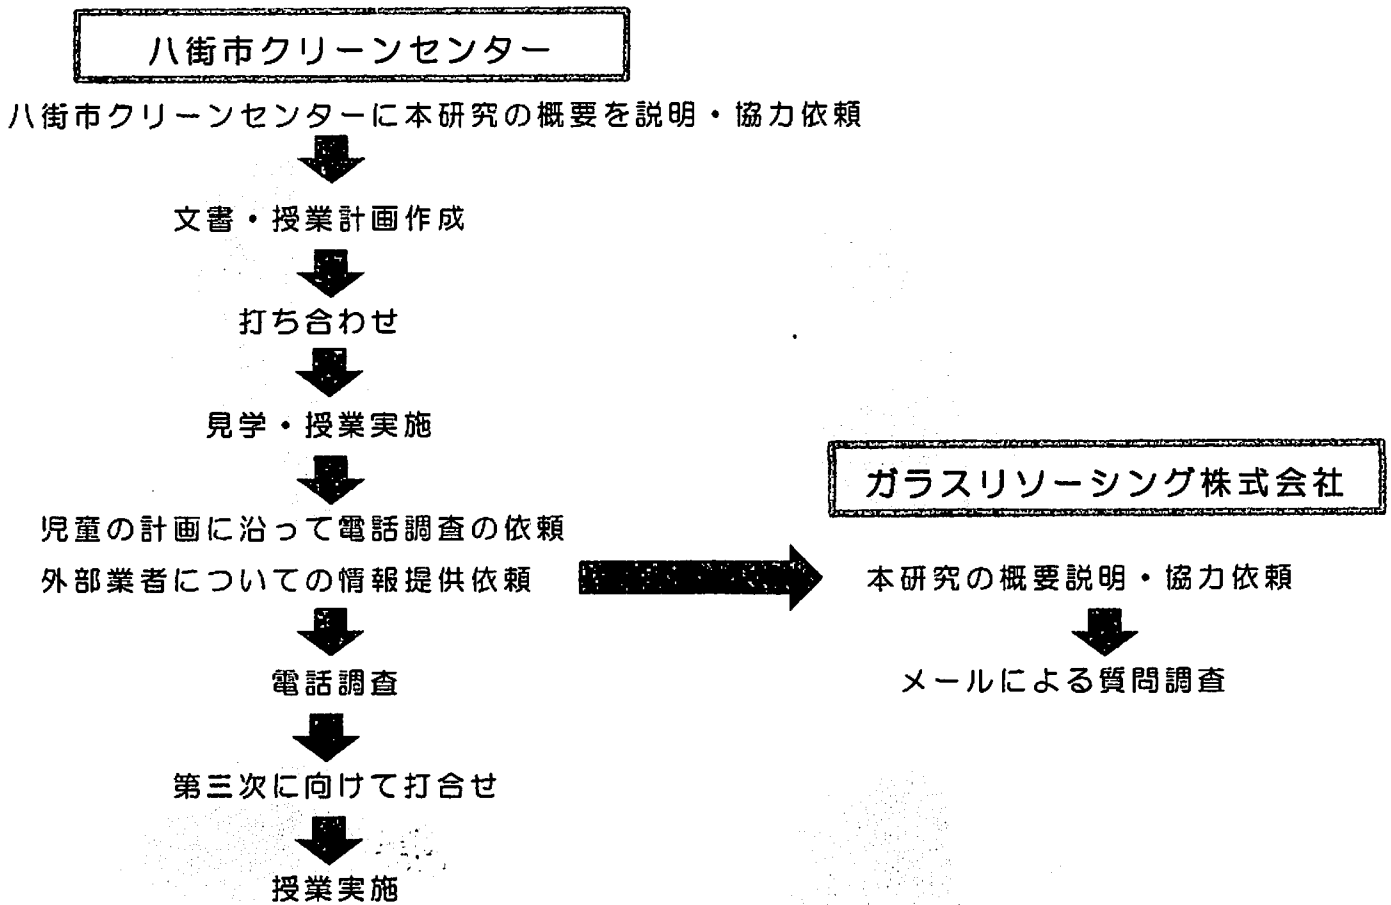 八街市クリーンセンター
八街市クリーンセンターに本研究の概要を説明・協力依頼
文書・授業計画作成
打ち合わせ
見学・授業実施
児童の計画に沿って電話調査の依頼
外部業者についての情報提供依頼
電話調査
第三次に向けて打合せ
授業実施
ガラスリソーシング株式会社
本研究の概要説明・協力依頼
メールによる質問調査